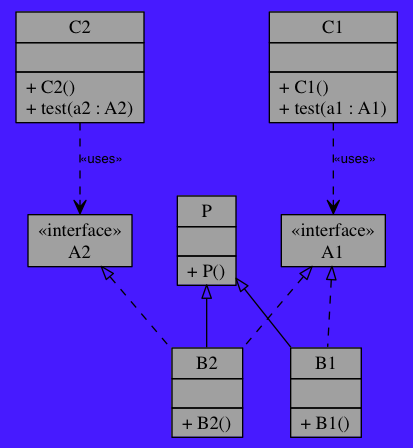 C2
+ C2()
+ test(a2 : A2)
C1
+ C1()
+ test(a1 : A1)
«uses»
«uses»
«interface»
A2
P
+ P()
«interface»
A1
B2
+ B2()
B1
+ B1()